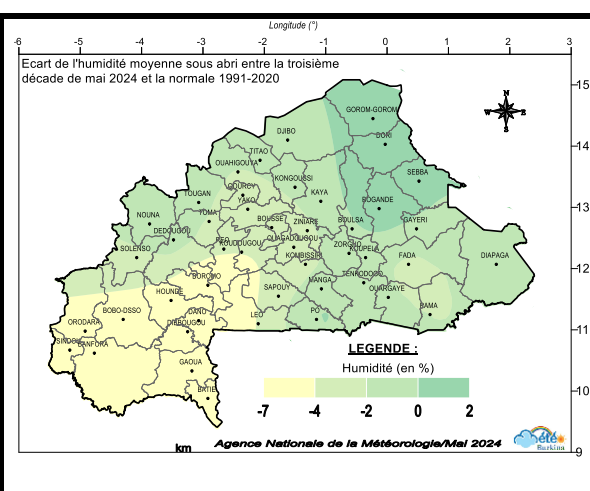 Longitude (°)
-6 -5 -4 -3 -2 -1 0 1 2 3
Ecart de l'humidité moyenne sous abri entre la troisième
décade de mai 2024 et la normale 1991-2020
15
14
13
12
11
10
9
N
W E
S
GOROM-GOROM
DJIBO
DORI
TITAO
OUAHIGOUYA
KONGOUSSI
SEBBA
GOURCY
TOUGAN
KAYA
YAKO
BOGANDE
NOUNA
TOMA
BOUSSE
ZINIARE
BOULSA
GAYERI
DEDOUGOU
OUAGADOUGOU
KOUDOUGOU
ZORGHO
SOLENSO
KOMBISSIRI
KOUPELA
FADA
DIAPAGA
BOROMO
TENKODOGO
HOUNDE
SAPOUY
MANGA
OUARGAYE
BOBO-DSSO
DANO
LEO
PO
PAMA
ORODARA
DIEBOUGOU
SINDOU
BANFORA
GAOUA
BATIE
LEGENDE :
Humidité (en %)
-7 -4 -2 0 2
km
Agence Nationale de la Météorologie/Mai 2024
météo
Burkina